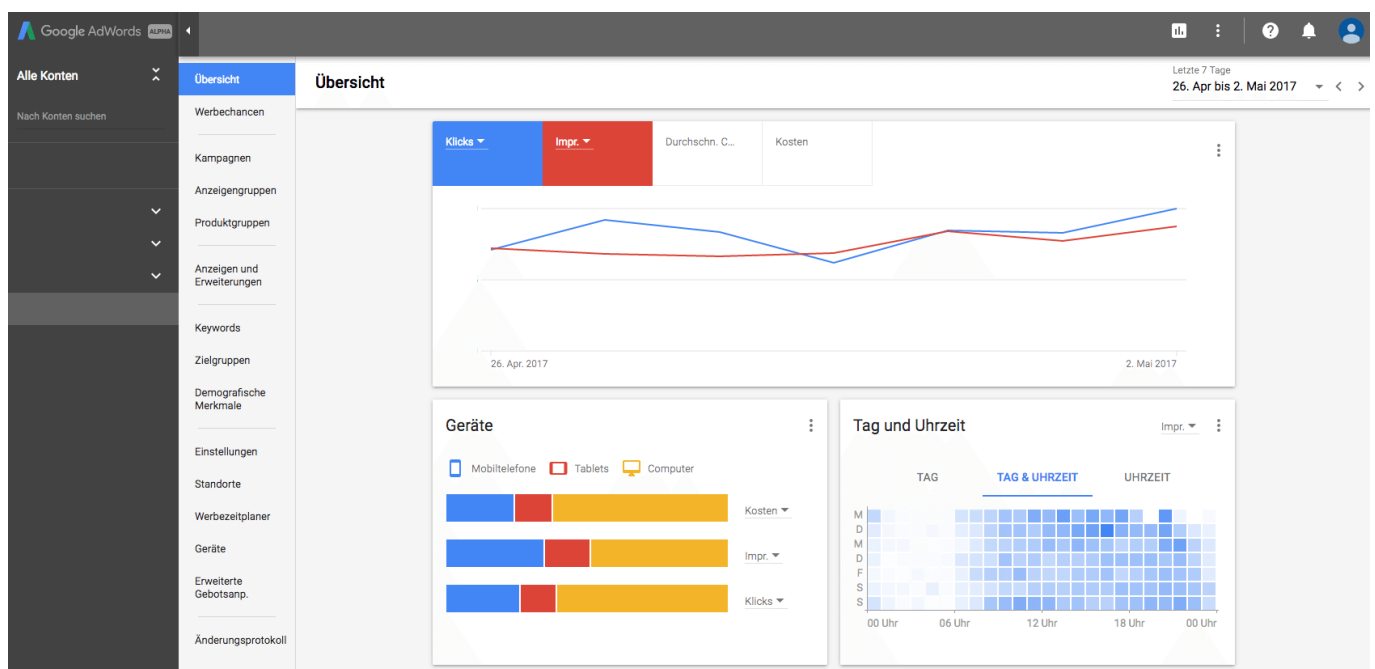 Google AdWords ALPHA
Alle Konten
Nach Konten suchen
Übersicht
Werbechancen
Kampagnen
Anzeigengruppen
Produktgruppen
Anzeigen und
Erweiterungen
Keywords
Zielgruppen
Demografische
Merkmale
Einstellungen
Standorte
Werbezeitplaner
Geräte
Erweiterte
Gebotsanp.
Änderungsprotokoll
Übersicht
Letzte 7 Tage
26. Apr bis 2. Mai 2017
Klicks Impr. Durchschn. C... Kosten
26. Apr. 2017 2. Mai 2017
Geräte
Mobiltelefone Tablets Computer
Kosten
Impr.
Klicks
Tag und Uhrzeit Impr.
TAG TAG & UHRZEIT UHRZEIT
M
D
M
D
F
S
S
00 Uhr 06 Uhr 12 Uhr 18 Uhr 00 Uhr